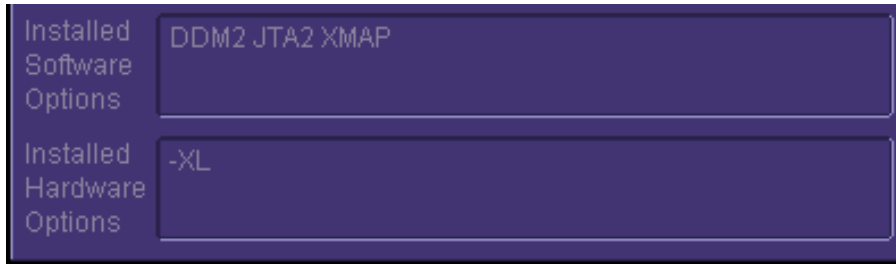 Installed
Software
Options
DDM2 JTA2 XMAP
Installed
Hardware
Options
-XL